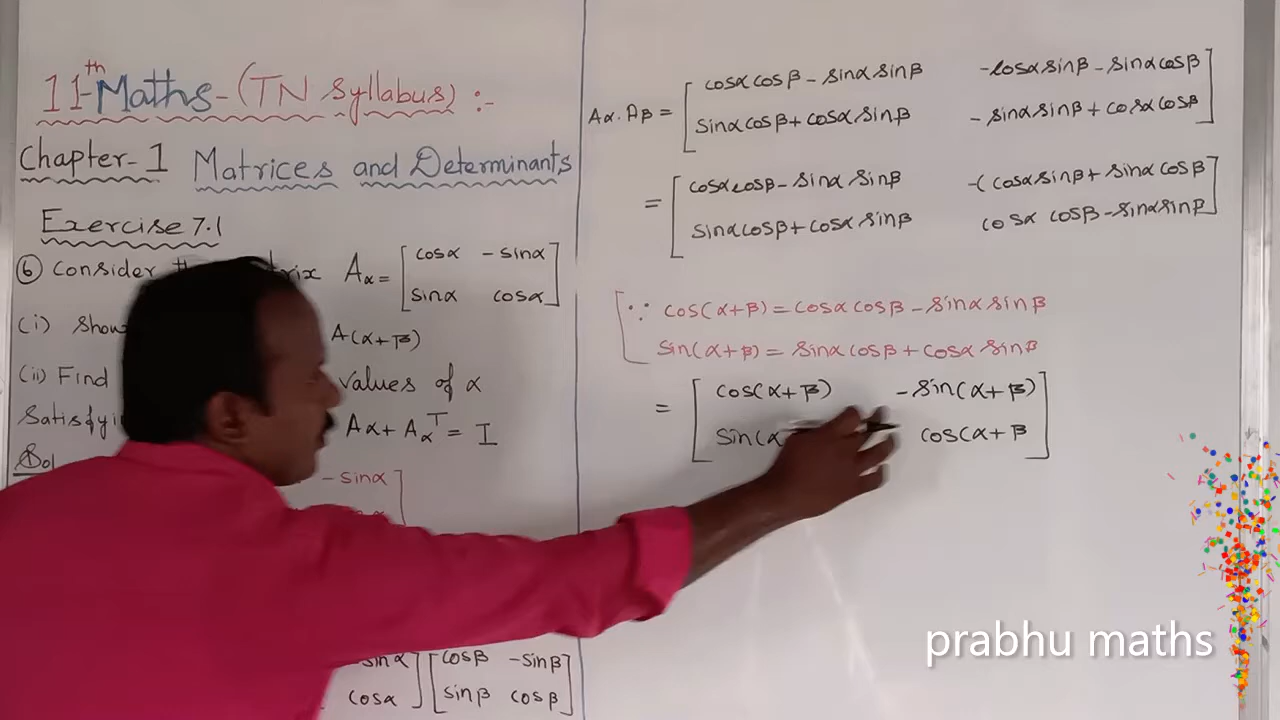 11th Maths - (TN Syllabus) :-
Chapter-1 Matrices and Determinants
Exercise 7.1
⑥ Consider Aα = [cosα -sinα
sinα cosα]
(i) Show A(α+β)
(ii) Find values of α
Aα + Aα^T = I
Sol
-sinα
-sinα] [cosβ -sinβ
cosα] [sinβ cosβ]
Aα.Aβ = [cosα cosβ - sinα sinβ -cosα sinβ - sinα cosβ
sinα cosβ + cosα sinβ - sinα sinβ + cosα cosβ]
= [cosα cosβ - sinα sinβ -(cosα sinβ + sinα cosβ
sinα cosβ + cosα sinβ cosα cosβ - sinα sinβ]
[∵ cos(α+β) = cosα cosβ - sinα sinβ
sin(α+β) = sinα cosβ + cosα sinβ
= [cos(α+β) -sin(α+β)
sin(α cos(α+β]
prabhu maths